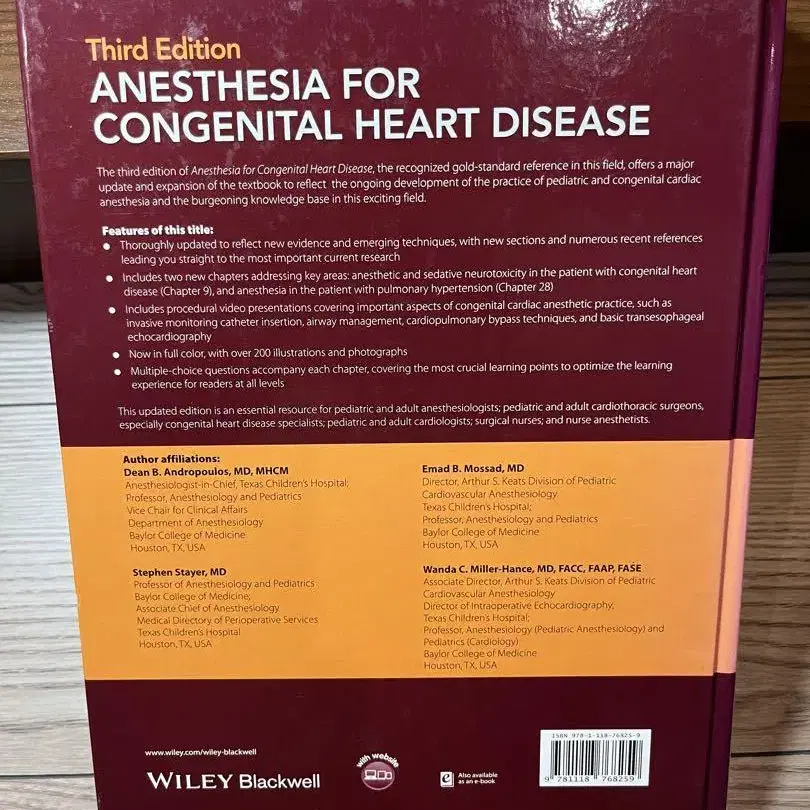 Third Edition
ANESTHESIA FOR
CONGENITAL HEART DISEASE
The third edition of Anesthesia for Congenital Heart Disease, the recognized gold-standard reference in this field, offers a major
update and expansion of the textbook to reflect the ongoing development of the practice of pediatric and congenital cardiac
anesthesia and the burgeoning knowledge base in this exciting field.
Features of this title:
● Thoroughly updated to reflect new evidence and emerging techniques, with new sections and numerous recent references
leading you straight to the most important current research
● Includes two new chapters addressing key areas: anesthetic and sedative neurotoxicity in the patient with congenital heart
disease (Chapter 9), and anesthesia in the patient with pulmonary hypertension (Chapter 28)
● Includes procedural video presentations covering important aspects of congenital cardiac anesthetic practice, such as
invasive monitoring catheter insertion, airway management, cardiopulmonary bypass techniques, and basic transesophageal
echocardiography
● Now in full color, with over 200 illustrations and photographs
● Multiple-choice questions accompany each chapter, covering the most crucial learning points to optimize the learning
experience for readers at all levels
This updated edition is an essential resource for pediatric and adult anesthesiologists; pediatric and adult cardiothoracic surgeons,
especially congenital heart disease specialists; pediatric and adult cardiologists; surgical nurses; and nurse anesthetists.
Author affiliations:
Dean B. Andropoulos, MD, MHCM
Anesthesiologist-in-Chief, Texas Children's Hospital;
Professor, Anesthesiology and Pediatrics
Vice Chair for Clinical Affairs
Department of Anesthesiology
Baylor College of Medicine
Houston, TX, USA
Stephen Stayer, MD
Professor of Anesthesiology and Pediatrics
Baylor College of Medicine;
Associate Chief of Anesthesiology
Medical Directory of Perioperative Services
Texas Children's Hospital
Houston, TX, USA
Emad B. Mossad, MD
Director, Arthur S. Keats Division of Pediatric
Cardiovascular Anesthesiology
Texas Children's Hospital;
Professor, Anesthesiology and Pediatrics
Baylor College of Medicine
Houston, TX, USA
Wanda C. Miller-Hance, MD, FACC, FAAP, FASE
Associate Director, Arthur S. Keats Division of Pediatric
Cardiovascular Anesthesiology
Director of Intraoperative Echocardiography,
Texas Children's Hospital;
Professor, Anesthesiology (Pediatric Anesthesiology) and
Pediatrics (Cardiology)
Baylor College of Medicine
Houston, TX, USA
www.wiley.com/wiley-blackwell
WILEY Blackwell
with website
e Also available
as an e-book
ISBN 978-1-118-76825-9
9 781118 768259